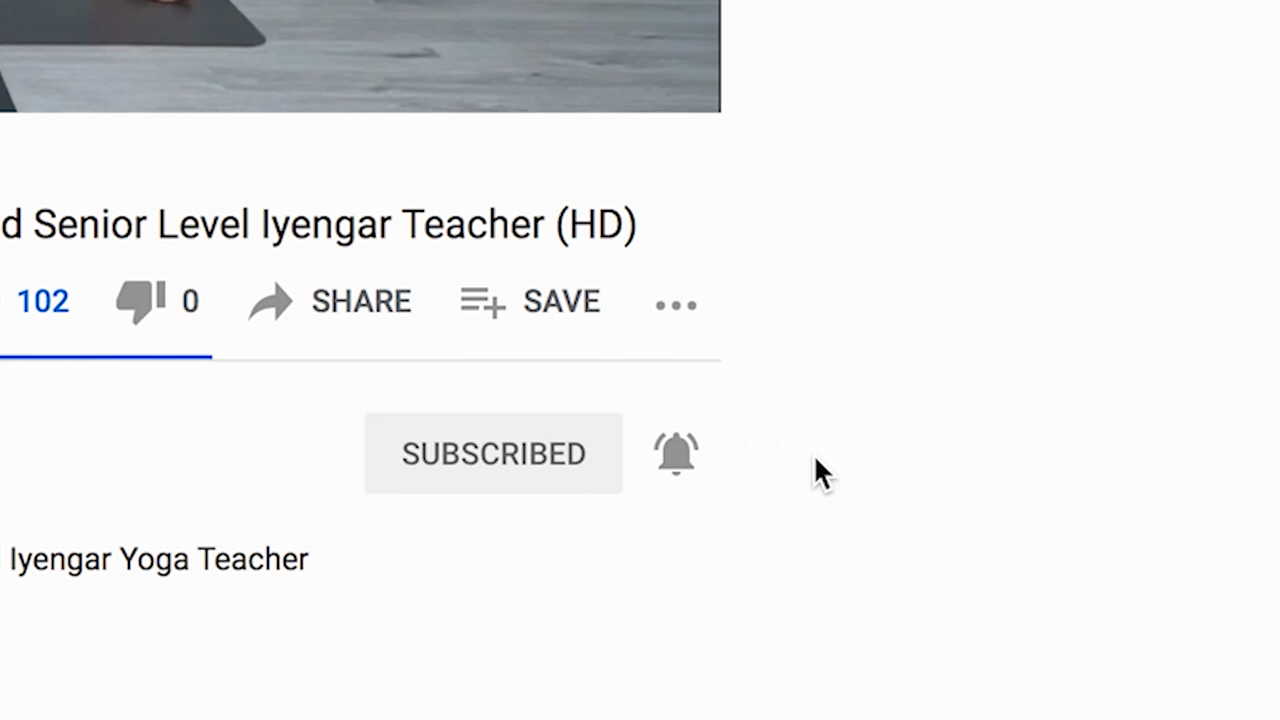 d Senior Level Iyengar Teacher (HD)
102 0 SHARE SAVE
SUBSCRIBED
Iyengar Yoga Teacher